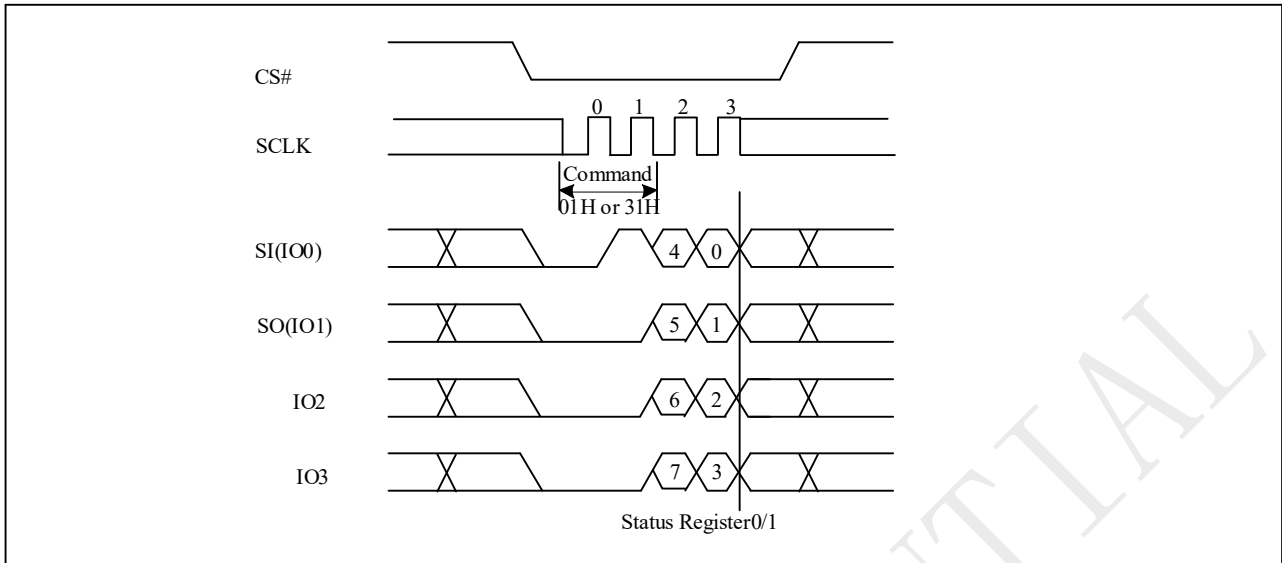 CS#
0 1 2 3
SCLK
Command
01H or 31H
SI(IO0) 4 0
SO(IO1) 5 1
IO2 6 2
IO3 7 3
Status Register0/1
NTIAL